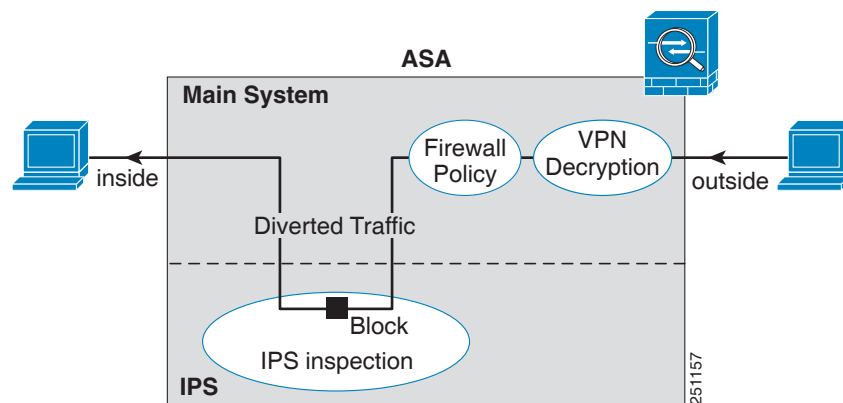 ASA
Main System
Firewall
Policy
VPN
Decryption
inside
outside
Diverted Traffic
Block
IPS inspection
IPS
251157